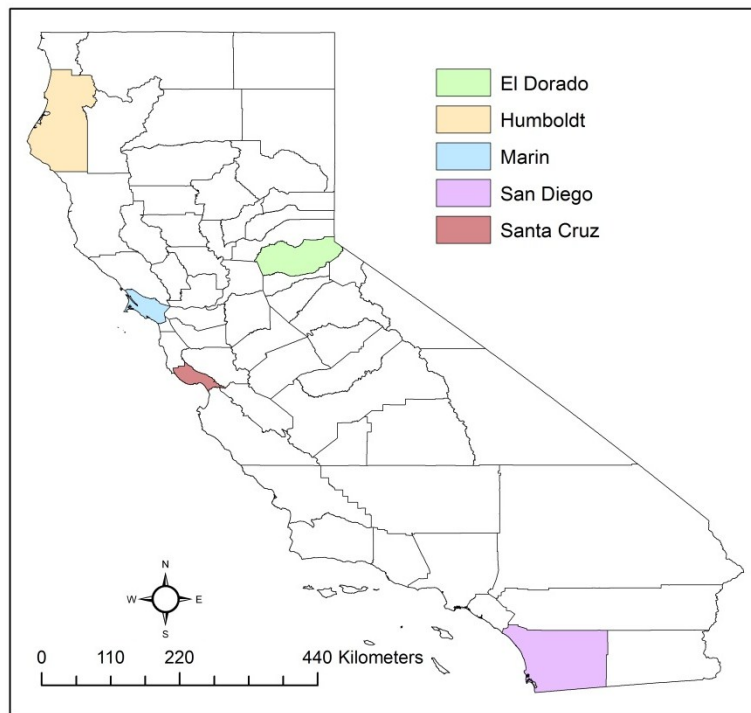 El Dorado
Humboldt
Marin
San Diego
Santa Cruz
N
W E
S
0 110 220 440 Kilometers